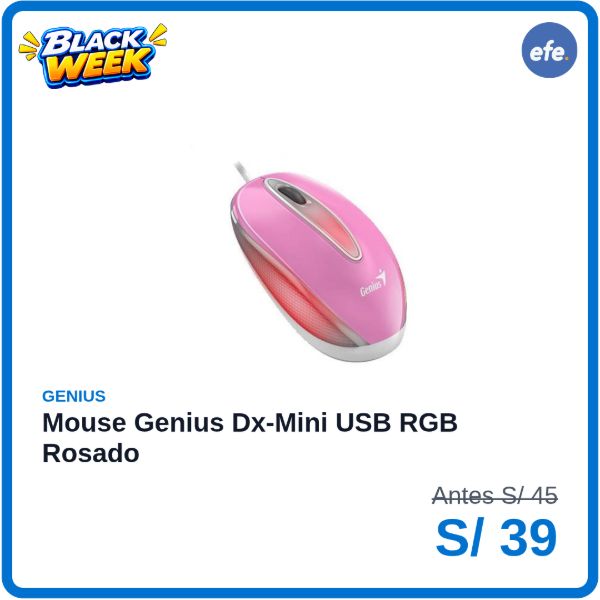 BLACK
WEEK
efe.
Genius
GENIUS
Mouse Genius Dx-Mini USB RGB
Rosado
Antes S/ 45
S/ 39